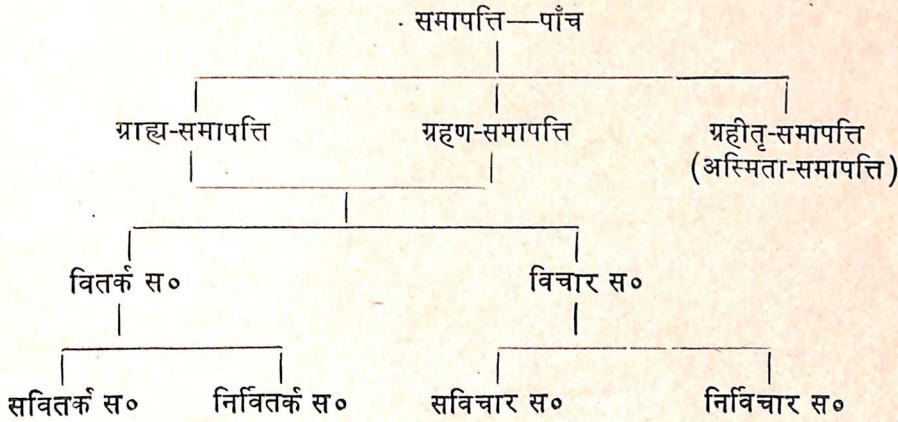 समापत्ति—पाँच
ग्राह्य-समापत्ति ग्रहण-समापत्ति ग्रहीतृ-समापत्ति
(अस्मिता-समापत्ति)
वितर्क स० विचार स०
सवितर्क स० निर्वितर्क स० सविचार स० निर्विचार स०